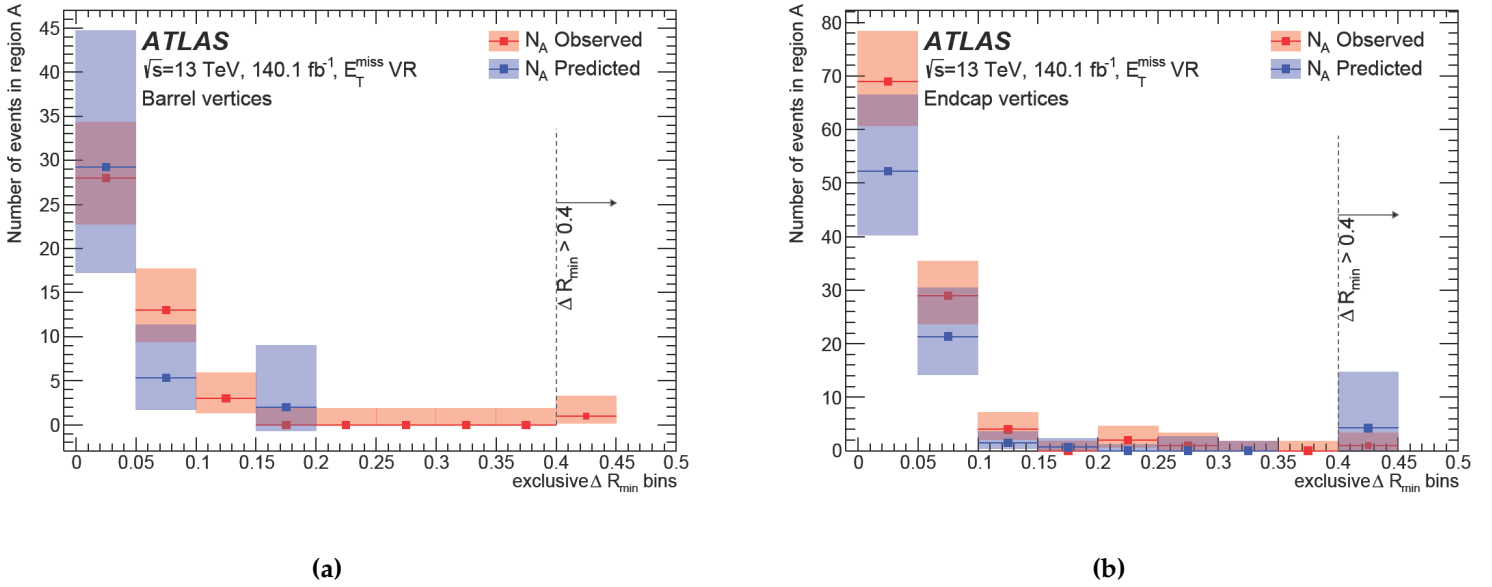 45
40
35
30
25
20
15
10
5
0
Number of events in region A
ATLAS
√s=13 TeV, 140.1 fb⁻¹, E_T^miss VR
Barrel vertices
N_A Observed
N_A Predicted
Δ R_min > 0.4
0 0.05 0.1 0.15 0.2 0.25 0.3 0.35 0.4 0.45 0.5
exclusive Δ R_min bins
(a)
80
70
60
50
40
30
20
10
0
Number of events in region A
ATLAS
√s=13 TeV, 140.1 fb⁻¹, E_T^miss VR
Endcap vertices
N_A Observed
N_A Predicted
Δ R_min > 0.4
0 0.05 0.1 0.15 0.2 0.25 0.3 0.35 0.4 0.45 0.5
exclusive Δ R_min bins
(b)